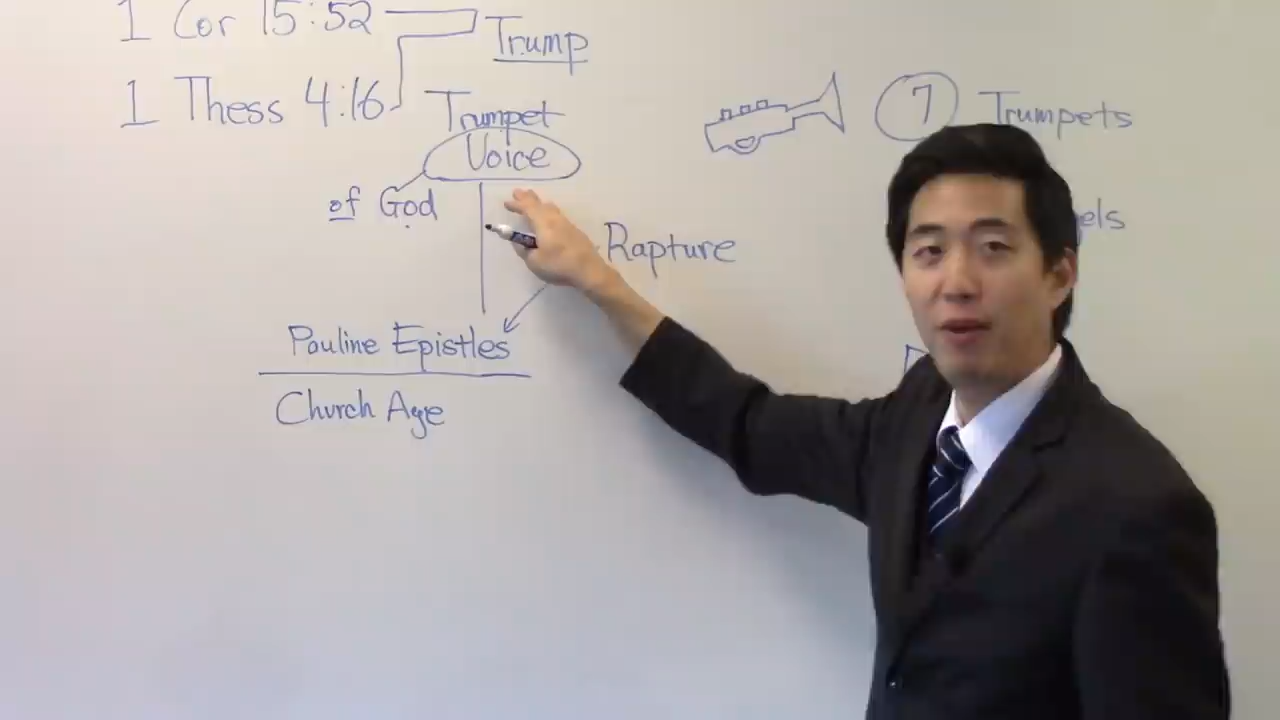 1 Cor 15:52
Trump
1 Thess 4:16
Trumpet
Voice
of God
Rapture
Pauline Epistles
Church Age
7 Trumpets